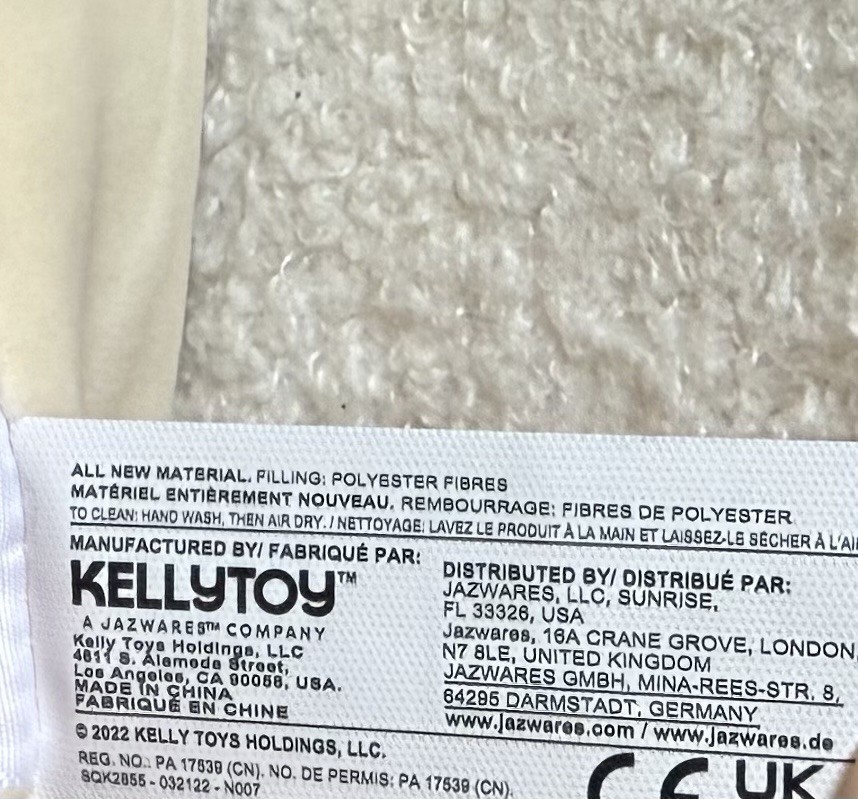 ALL NEW MATERIAL. FILLING: POLYESTER FIBRES
MATÉRIEL ENTIÈREMENT NOUVEAU. REMBOURRAGE: FIBRES DE POLYESTER
TO CLEAN: HAND WASH, THEN AIR DRY. / NETTOYAGE: LAVEZ LE PRODUIT À LA MAIN ET LAISSEZ-LE SÉCHER À L'AI
MANUFACTURED BY/ FABRIQUÉ PAR:
KELLYTOY™
A JAZWARES™ COMPANY
Kelly Toys Holdings, LLC
4811 S. Alameda Street,
Los Angeles, CA 90058, USA.
MADE IN CHINA
FABRIQUÉ EN CHINE
DISTRIBUTED BY/ DISTRIBUÉ PAR:
JAZWARES, LLC, SUNRISE,
FL 33326, USA
Jazwares, 16A CRANE GROVE, LONDON
N7 8LE, UNITED KINGDOM
JAZWARES GMBH, MINA-REES-STR. 8,
64295 DARMSTADT, GERMANY
www.jazwares.com / www.jazwares.de
© 2022 KELLY TOYS HOLDINGS, LLC.
REG. NO.: PA 17539 (CN). NO. DE PERMIS: PA 17539 (CN).
SQK2855 - 032122 - N007
CE UK